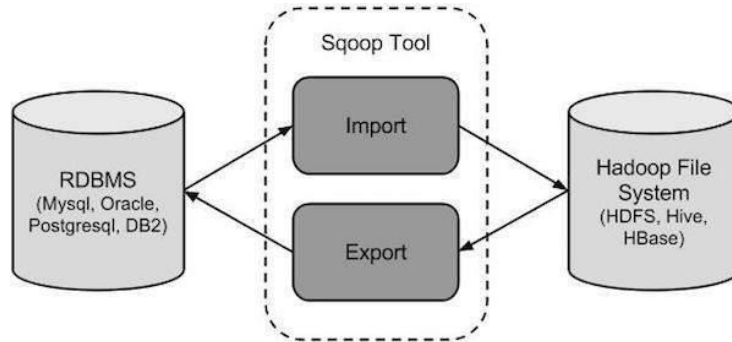 Sqoop Tool
Import
RDBMS
(Mysql, Oracle,
Postgresql, DB2)
Hadoop File
System
(HDFS, Hive,
HBase)
Export